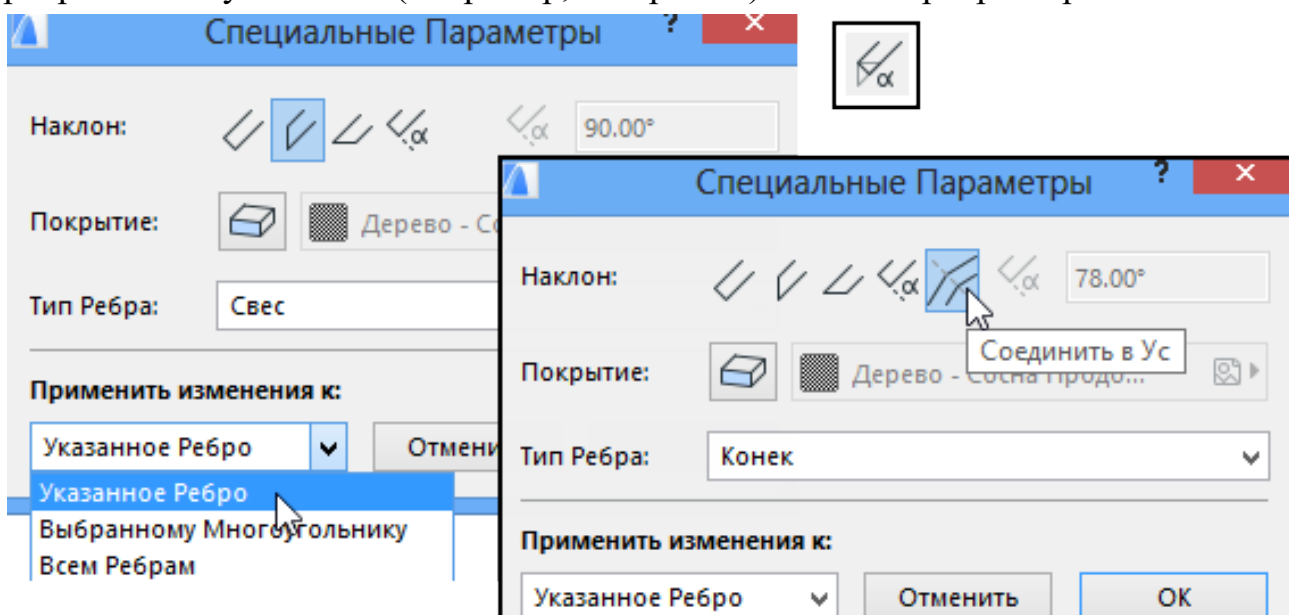 Специальные Параметры ?
α
Наклон:
α
α
90.00°
Специальные Параметры ?
Покрытие:
Дерево - Со
Наклон:
α
α
78.00°
Соединить в Ус
Тип Ребра:
Свес
Покрытие:
Дерево - Сосна Продо...
Применить изменения к:
Указанное Ребро
Отмени
Тип Ребра:
Конек
Указанное Ребро
Выбранному Многоугольнику
Всем Ребрам
Применить изменения к:
Указанное Ребро
Отменить
OK